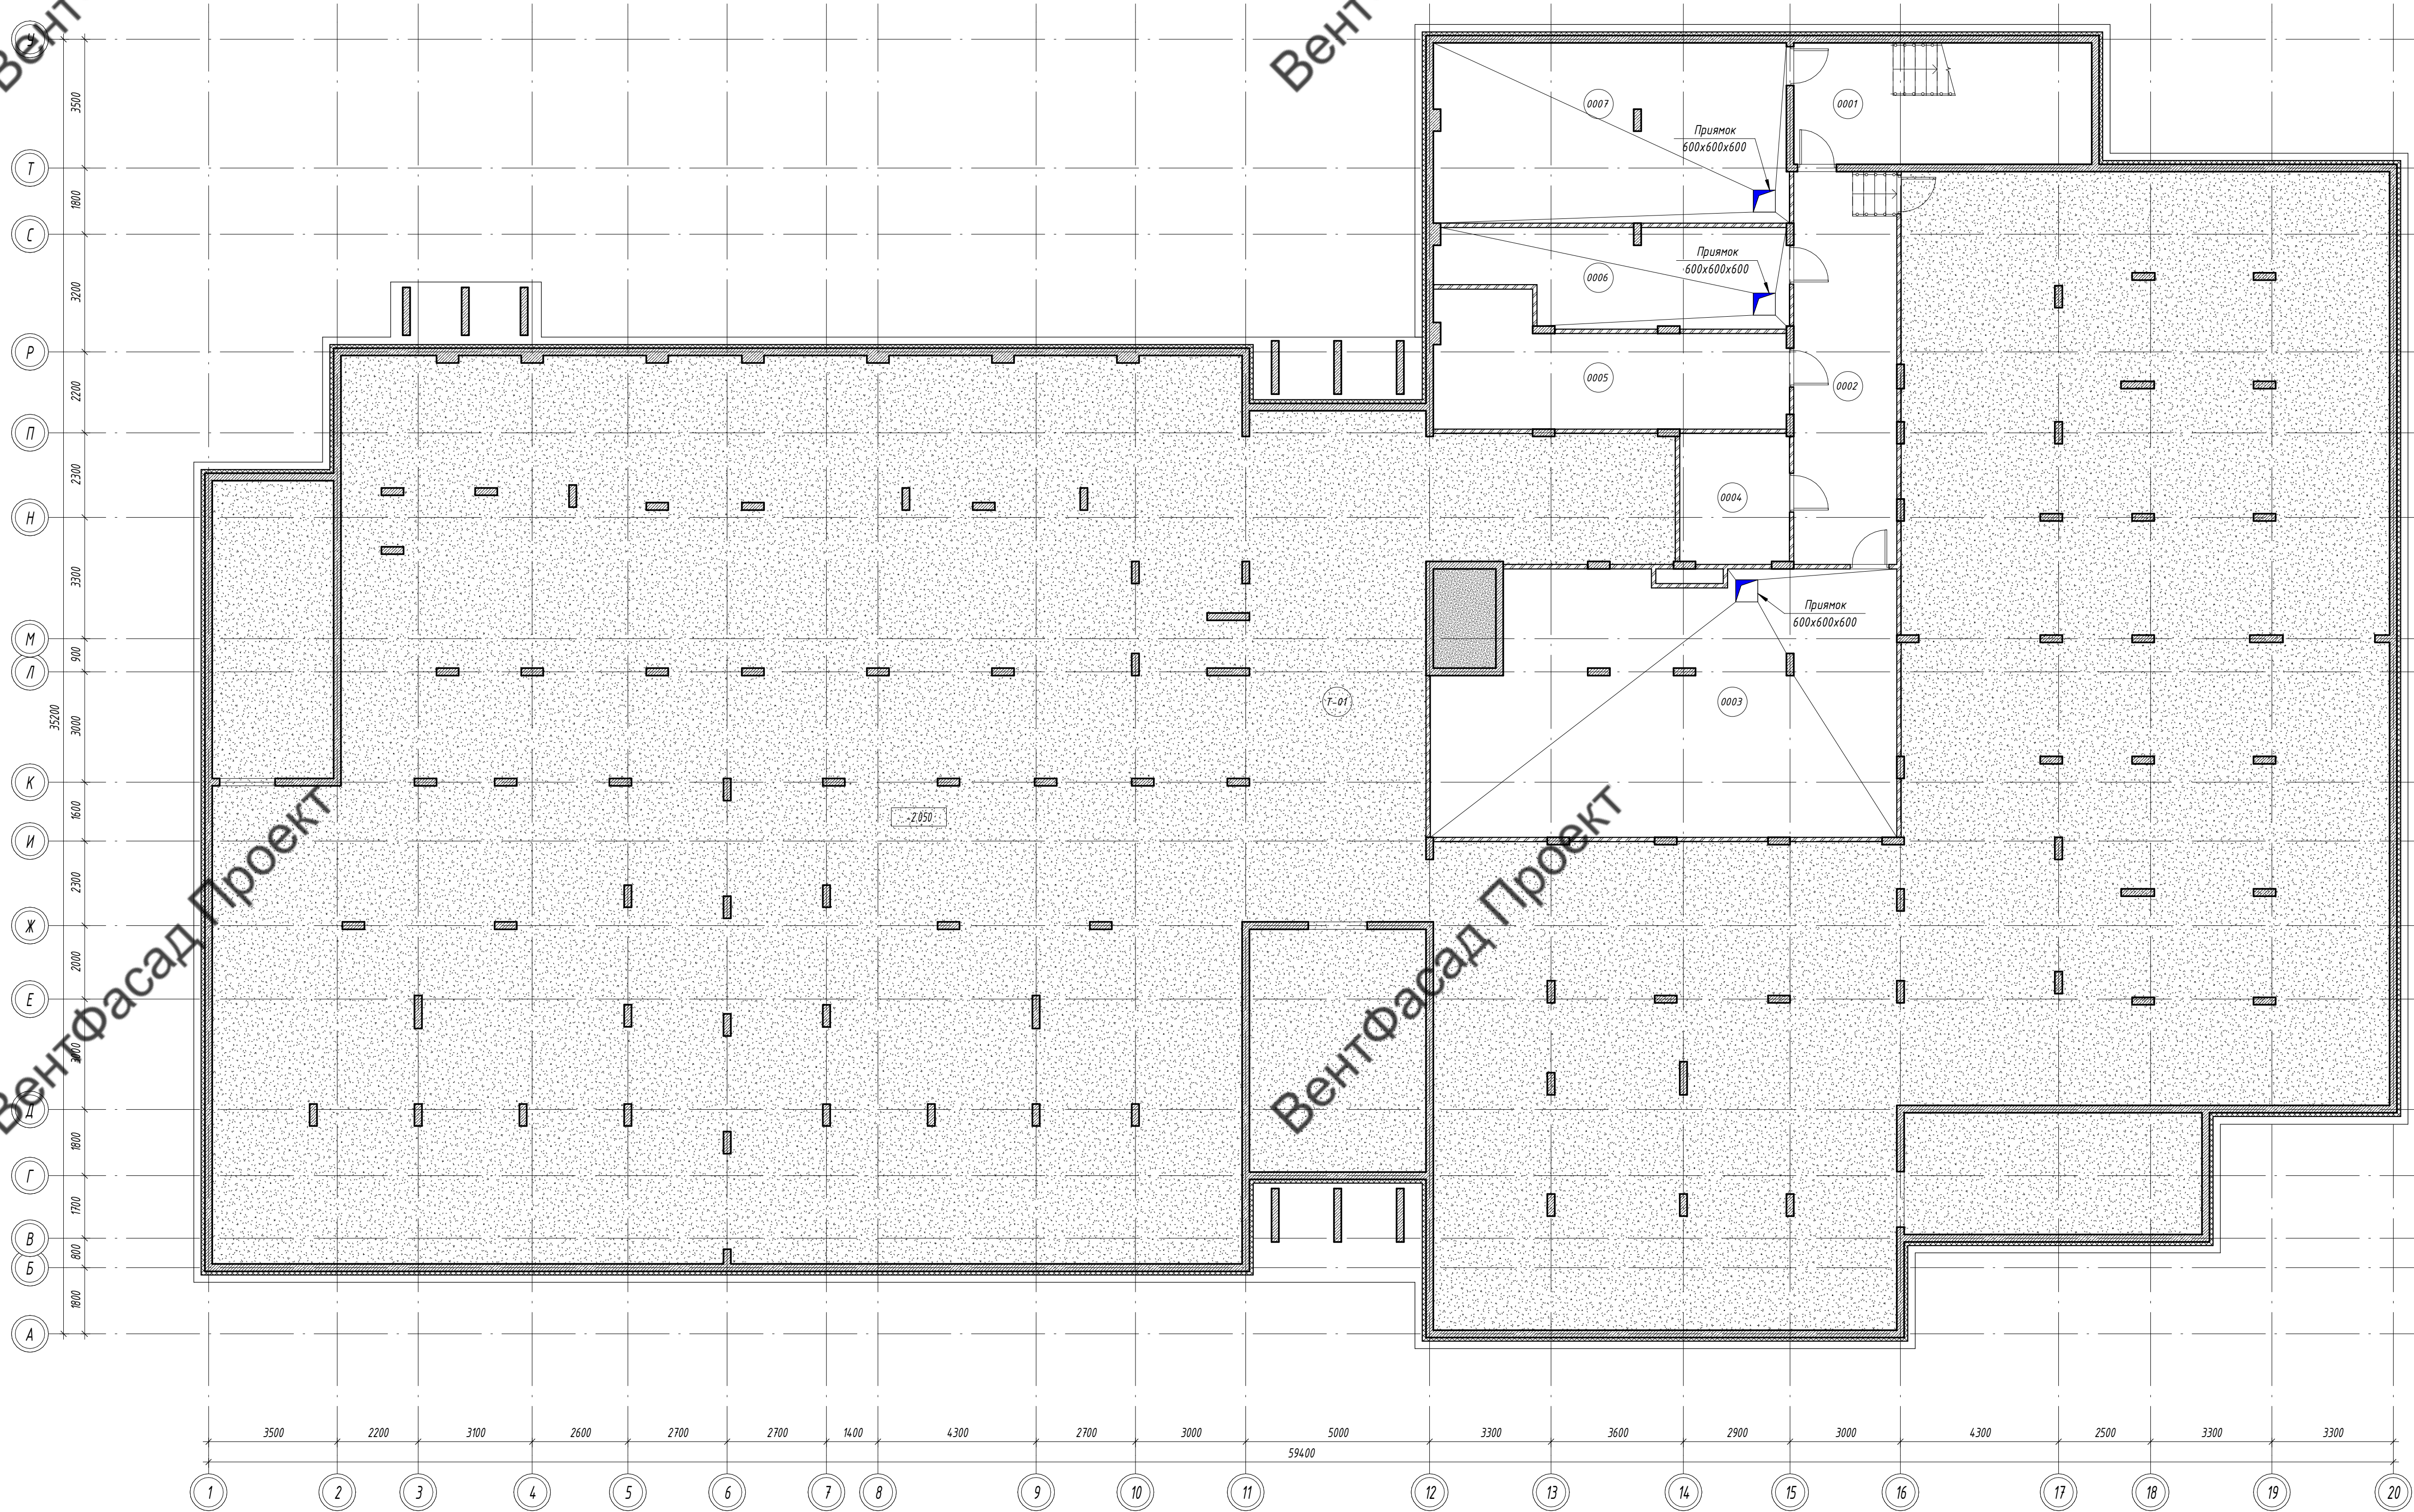 Вент
Вент
У
3500
0007
0001
Приямок
600х600х600
Т
1800
С
Приямок
600х600х600
3200
0006
Р
0005
0002
2200
П
2300
0004
Н
3300
Приямок
600х600х600
М
900
Л
35200
3000
Т-01
0003
К
1600
-2.050
И
2300
ВентФасад Проект
ВентФасад Проект
Ж
2000
Е
Д
1800
Г
1700
В
800
Б
1800
А
3500 2200 3100 2600 2700 2700 1400 4300 2700 3000 5000 3300 3600 2900 3000 4300 2500 3300 3300
59400
1 2 3 4 5 6 7 8 9 10 11 12 13 14 15 16 17 18 19 20